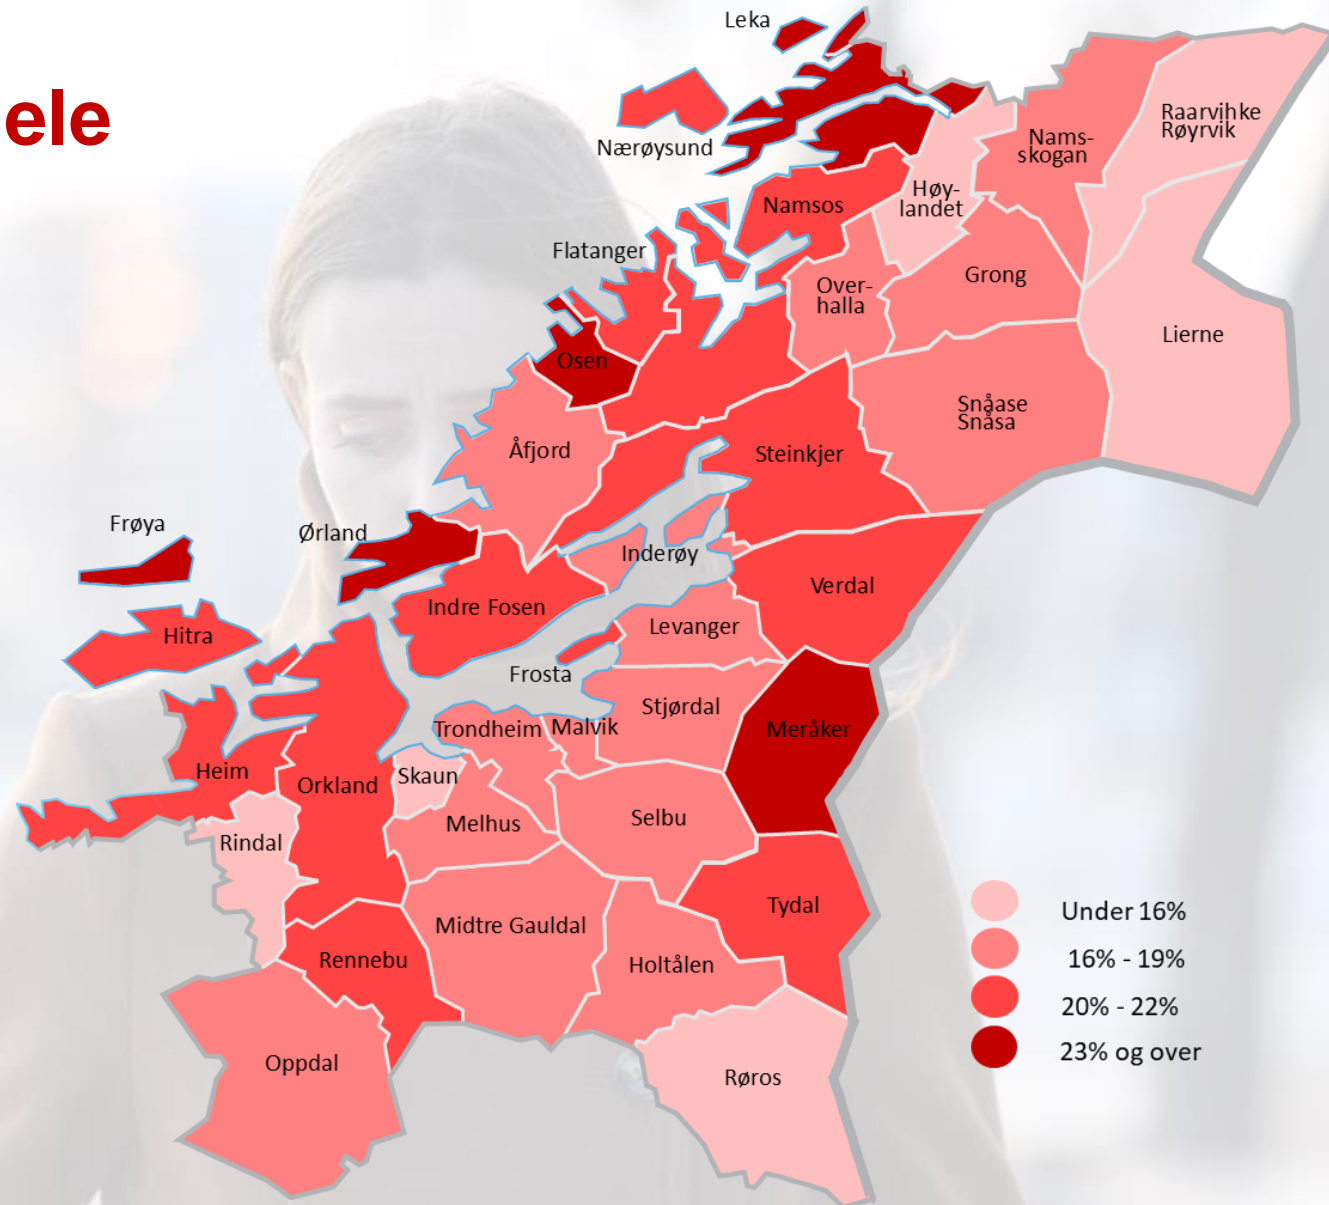 ele
Leka
Nærøysund
Raarvihke
Røyrvik
Nams-
skogan
Høy-
landet
Namsos
Flatanger
Over-
halla
Grong
Lierne
Osen
Snåase
Snåsa
Åfjord
Steinkjer
Frøya
Ørland
Inderøy
Verdal
Indre Fosen
Hitra
Levanger
Frosta
Stjørdal
Trondheim
Malvik
Meråker
Heim
Orkland
Skaun
Melhus
Selbu
Rindal
Tydal
Midtre Gauldal
Rennebu
Holtålen
Oppdal
Røros
Under 16%
16% - 19%
20% - 22%
23% og over